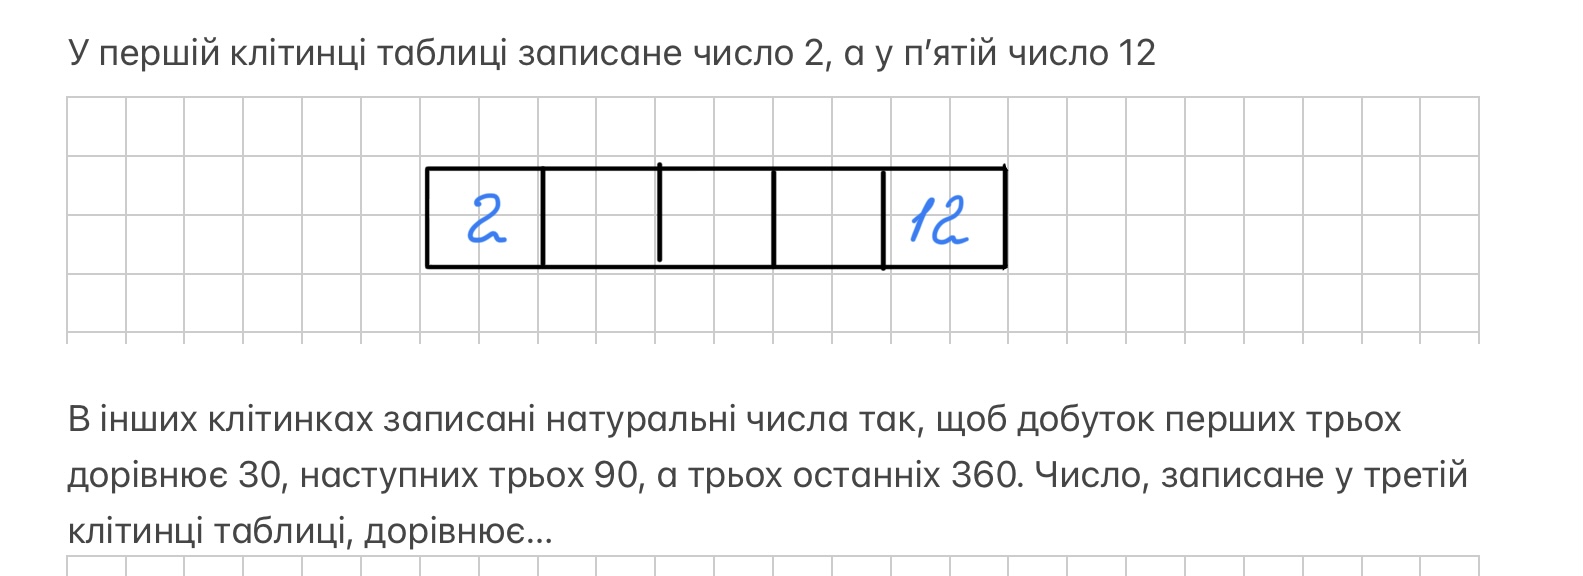 У першій клітинці таблиці записане число 2, а у п’ятій число 12
2 12
В інших клітинках записані натуральні числа так, щоб добуток перших трьох
дорівнює 30, наступних трьох 90, а трьох останніх 360. Число, записане у третій
клітинці таблиці, дорівнює...